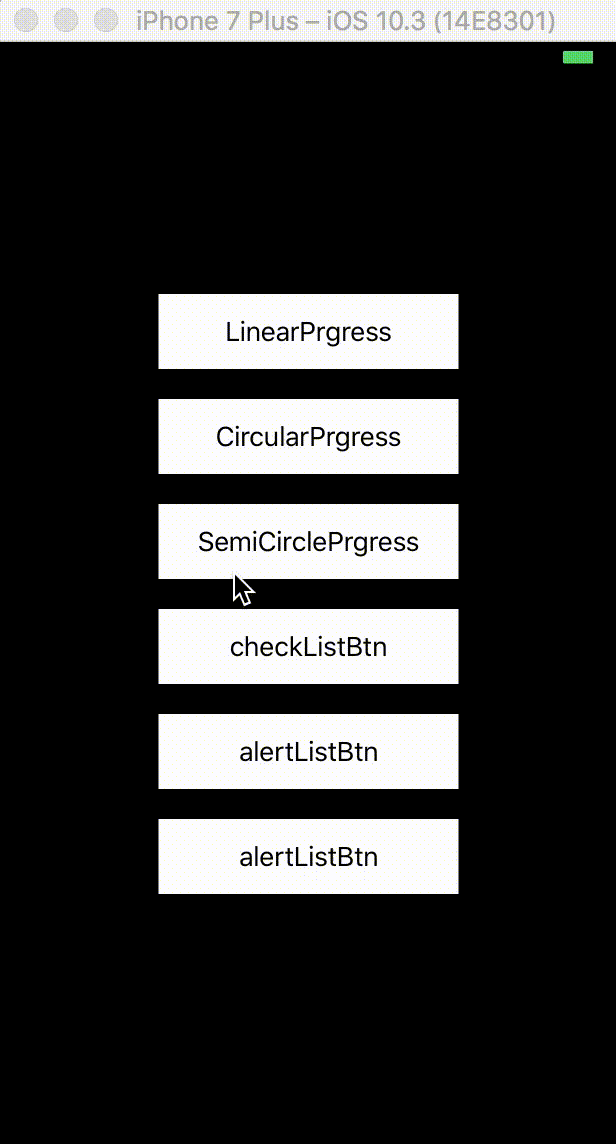 iPhone 7 Plus – iOS 10.3 (14E8301)
LinearPrgress
CircularPrgress
SemiCirclePrgress
checkListBtn
alertListBtn
alertListBtn